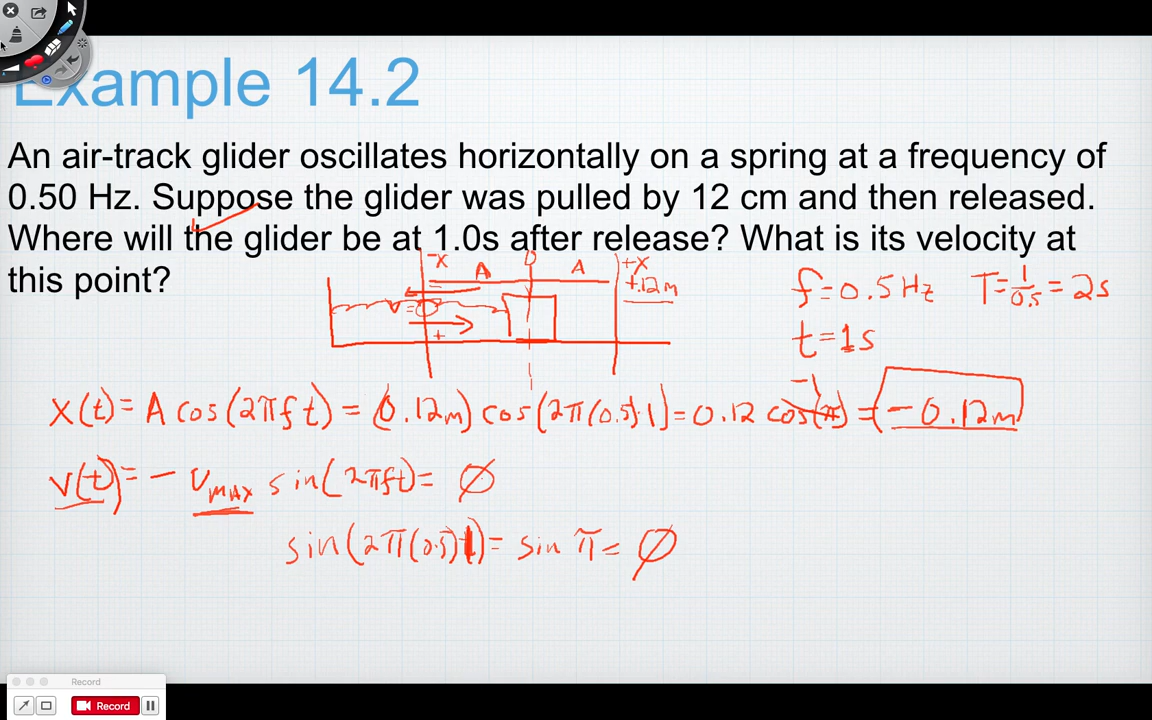 Example 14.2
An air-track glider oscillates horizontally on a spring at a frequency of
0.50 Hz. Suppose the glider was pulled by 12 cm and then released.
Where will the glider be at 1.0s after release? What is its velocity at
this point?
-x A 0 A +x
+.12m
v=0
+
f=0.5Hz T=1/0.5=2s
t=1s
x(t)=A cos(2πft)=(0.12m)cos(2π(0.5)·1)=0.12 cos(π)=-0.12m
-1
v(t)=-vMAX sin(2πft)=∅
sin(2π(0.5)1)=sin π=∅
Record
Record